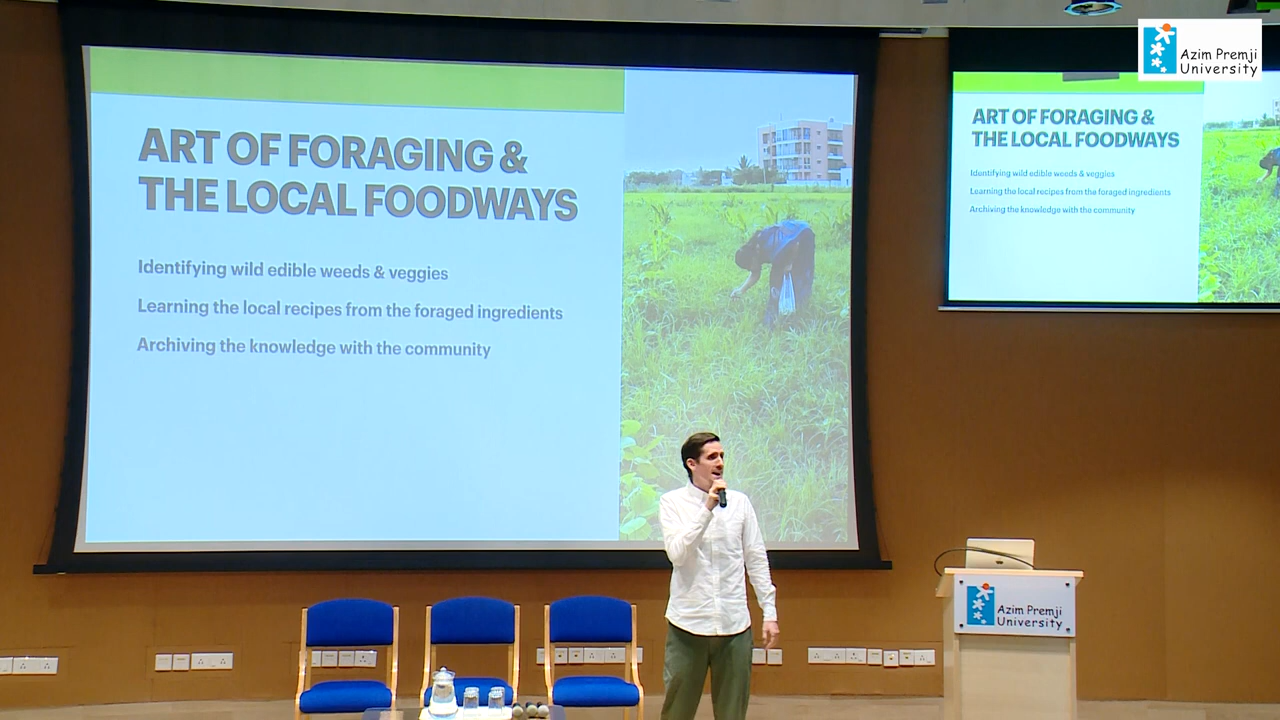 ART OF FORAGING &
THE LOCAL FOODWAYS
Identifying wild edible weeds & veggies
Learning the local recipes from the foraged ingredients
Archiving the knowledge with the community
Azim Premji
University
ART OF FORAGING &
THE LOCAL FOODWAYS
Identifying wild edible weeds & veggies
Learning the local recipes from the foraged ingredients
Archiving the knowledge with the community
Azim Premji
University